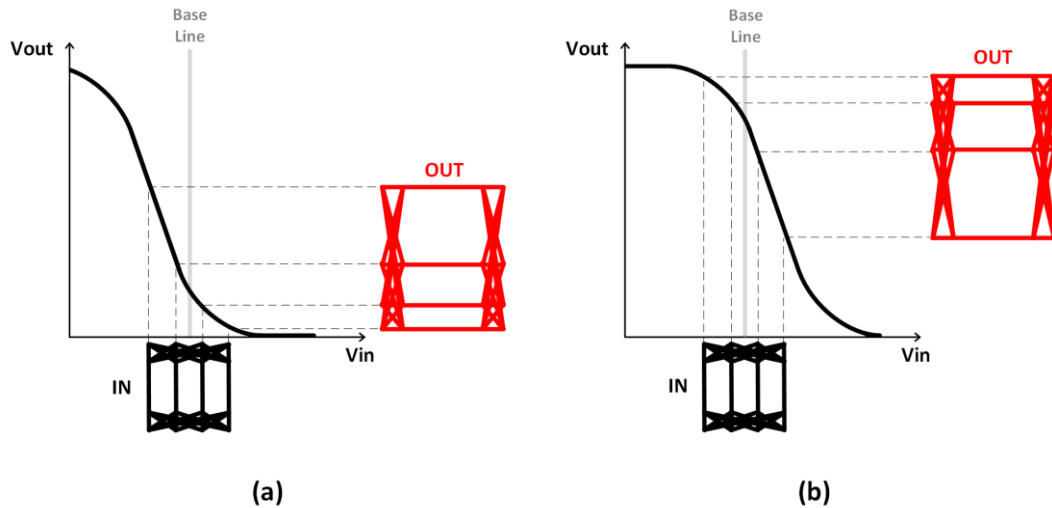 Base
Line
Vout
OUT
Vin
IN
(a)
Base
Line
Vout
OUT
Vin
IN
(b)